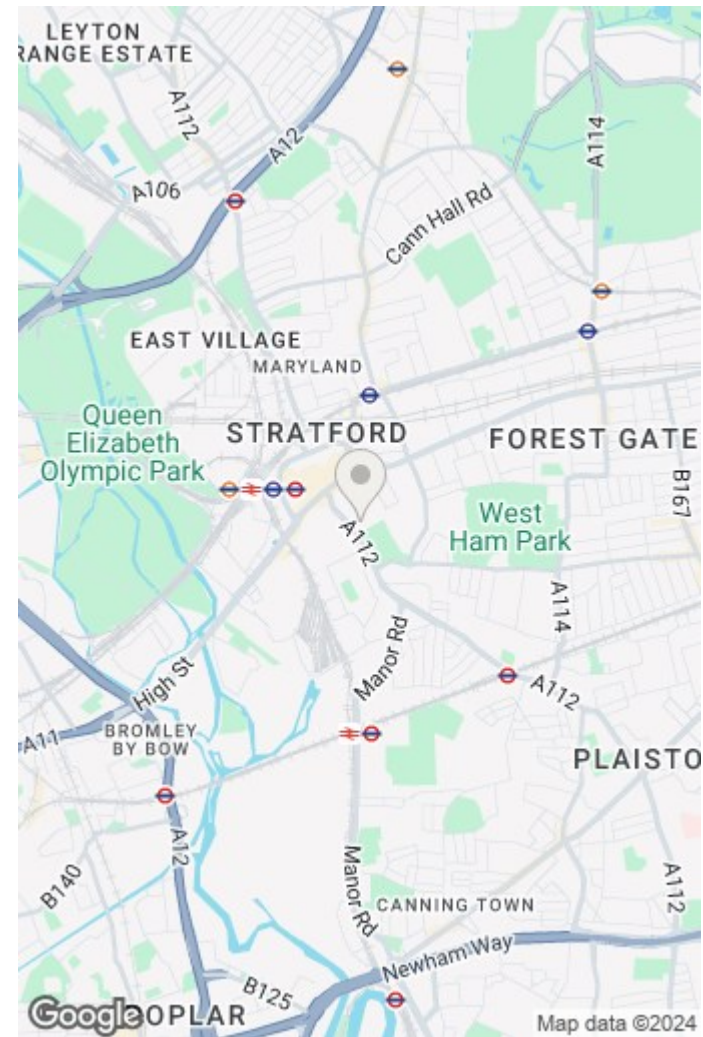 LEYTON
RANGE ESTATE
A112
A12
A114
A106
Cann Hall Rd
EAST VILLAGE
MARYLAND
Queen
Elizabeth
Olympic Park
STRATFORD
FOREST GATE
B167
West
Ham Park
A112
A114
Manor Rd
High St
A112
BROMLEY
BY BOW
A11
PLAISTO
A12
Manor Rd
B140
A112
CANNING TOWN
Newham Way
B125
Google
POPLAR
Map data ©2024